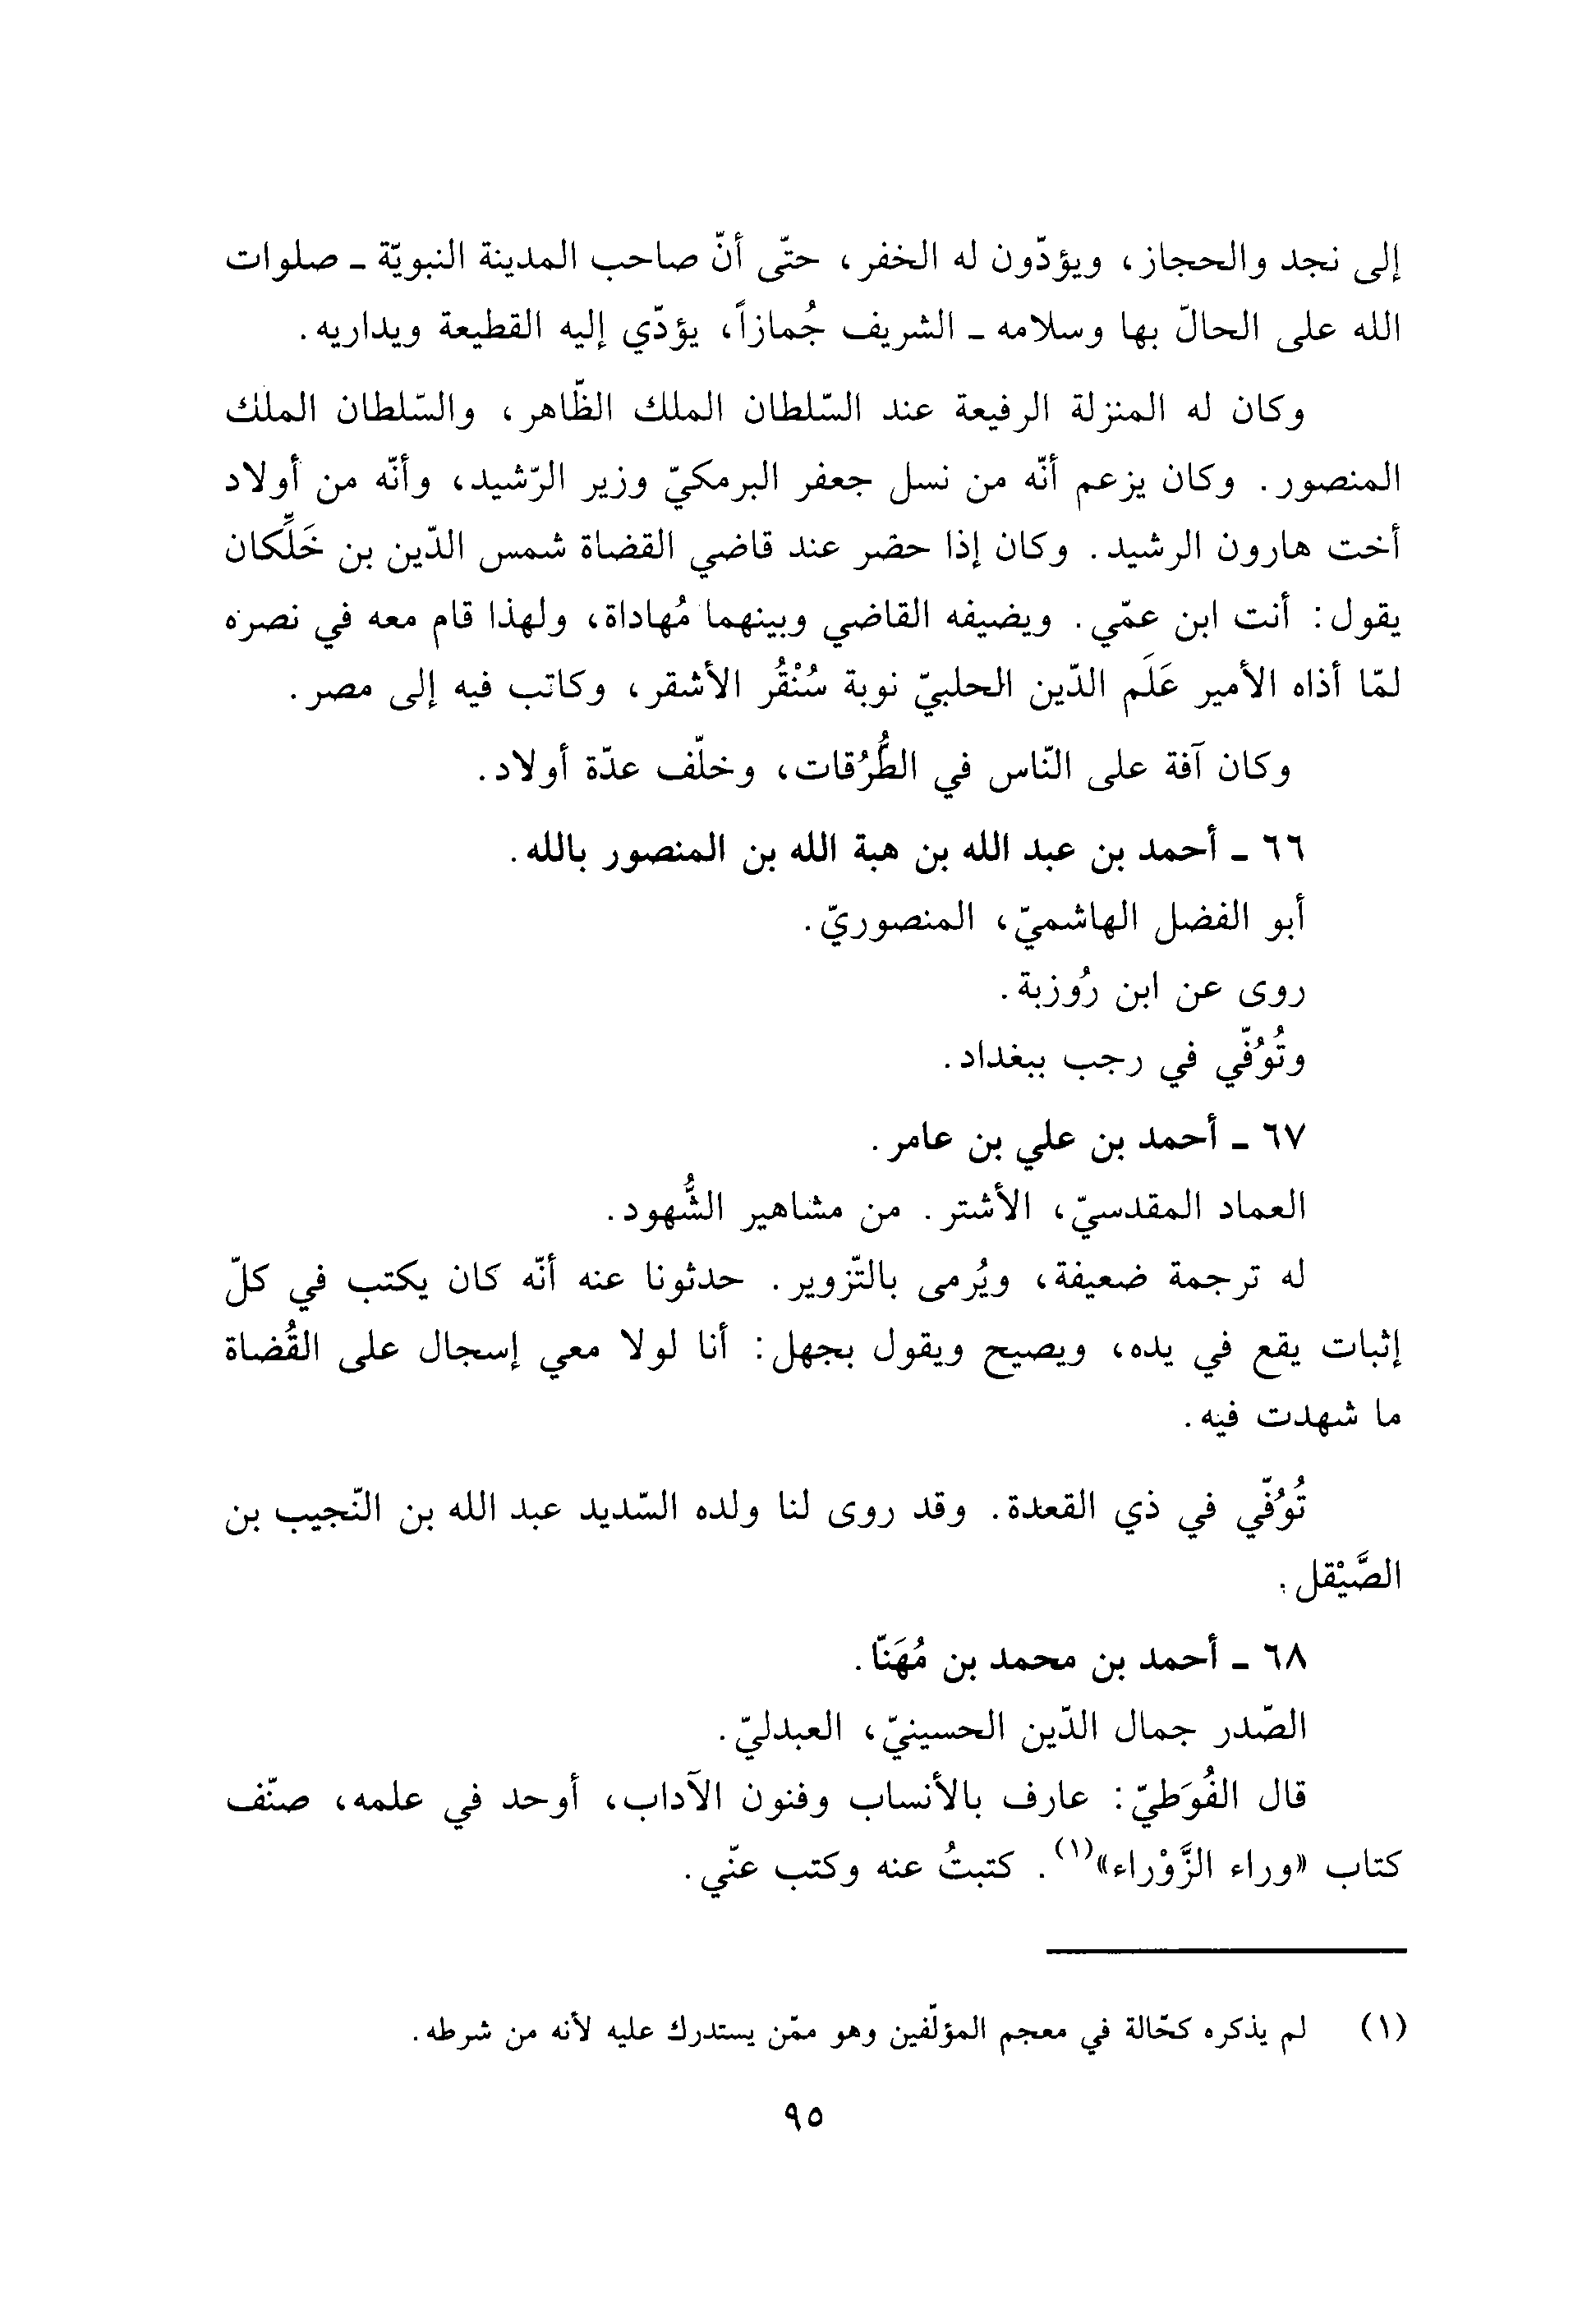 إلى نجد والحجاز، ويؤدّون له الخفر، حتّى أنّ صاحب المدينة النبويّة ـ صلوات
الله على الحالّ بها وسلامه ـ الشريف جُمازاً، يؤدّي إليه القطيعة ويداريه.
وكان له المنزلة الرفيعة عند السّلطان الملك الظّاهر، والسّلطان الملك
المنصور. وكان يزعم أنّه من نسل جعفر البرمكيّ وزير الرّشيد، وأنّه من أولاد
أخت هارون الرشيد. وكان إذا حضر عند قاضي القضاة شمس الدّين بن خَلِّكان
يقول: أنت ابن عمّي. ويضيفه القاضي وبينهما مُهاداة، ولهذا قام معه في نصره
لمّا أذاه الأمير عَلَم الدّين الحلبيّ نوبة سُنْقُر الأشقر، وكاتب فيه إلى مصر.
وكان آفة على النّاس في الطُّرُقات، وخلّف عدّة أولاد.
٦٦ ـ أحمد بن عبد الله بن هبة الله بن المنصور بالله.
أبو الفضل الهاشميّ، المنصوريّ.
روى عن ابن رُوزبة.
وتُوُفّي في رجب ببغداد.
٦٧ ـ أحمد بن علي بن عامر.
العماد المقدسيّ، الأشتر. من مشاهير الشُّهود.
له ترجمة ضعيفة، ويُرمى بالتّزوير. حدثونا عنه أنّه كان يكتب في كلّ
إثبات يقع في يده، ويصيح ويقول بجهل: أنا لولا معي إسجال على القُضاة
ما شهدت فيه.
تُوُفّي في ذي القعدة. وقد روى لنا ولده السّديد عبد الله بن النّجيب بن
الصَّيْقل.
٦٨ ـ أحمد بن محمد بن مُهَنّا.
الصّدر جمال الدّين الحسينيّ، العبدليّ.
قال الفُوَطيّ: عارف بالأنساب وفنون الآداب، أوحد في علمه، صنّف
كتاب «وراء الزَّوْراء»(١). كتبتُ عنه وكتب عنّي.
(١) لم يذكره كحّالة في معجم المؤلّفين وهو ممّن يستدرك عليه لأنه من شرطه.
٩٥